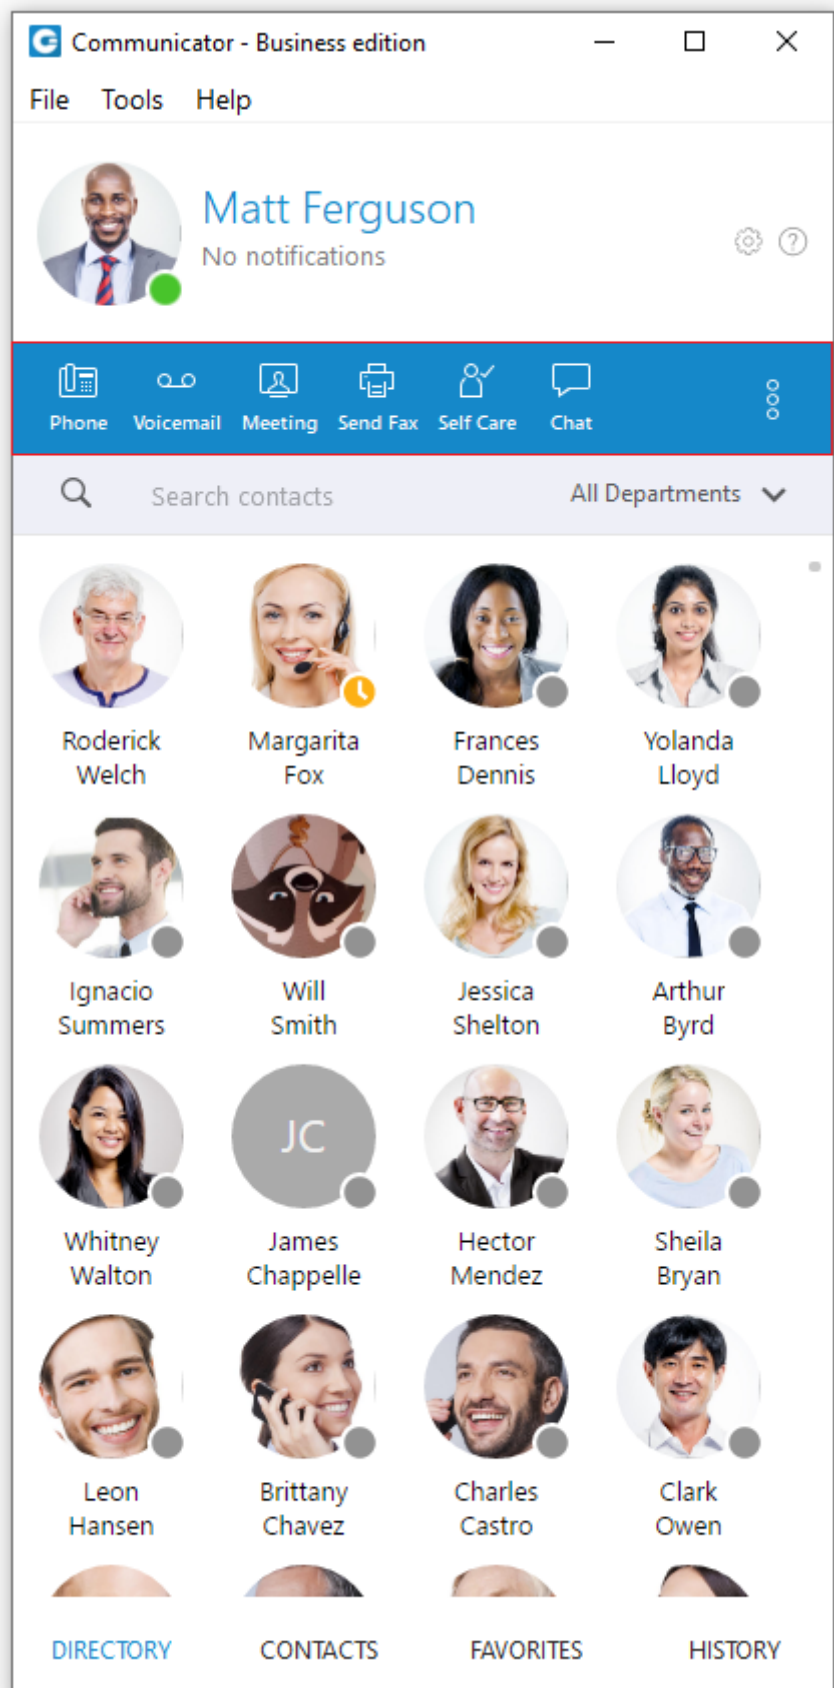 Communicator - Business edition
File Tools Help
Matt Ferguson
No notifications
Phone Voicemail Meeting Send Fax Self Care Chat
Search contacts All Departments
Roderick Margarita Frances Yolanda
Welch Fox Dennis Lloyd
Ignacio Will Jessica Arthur
Summers Smith Shelton Byrd
JC
Whitney James Hector Sheila
Walton Chappelle Mendez Bryan
Leon Brittany Charles Clark
Hansen Chavez Castro Owen
DIRECTORY CONTACTS FAVORITES HISTORY